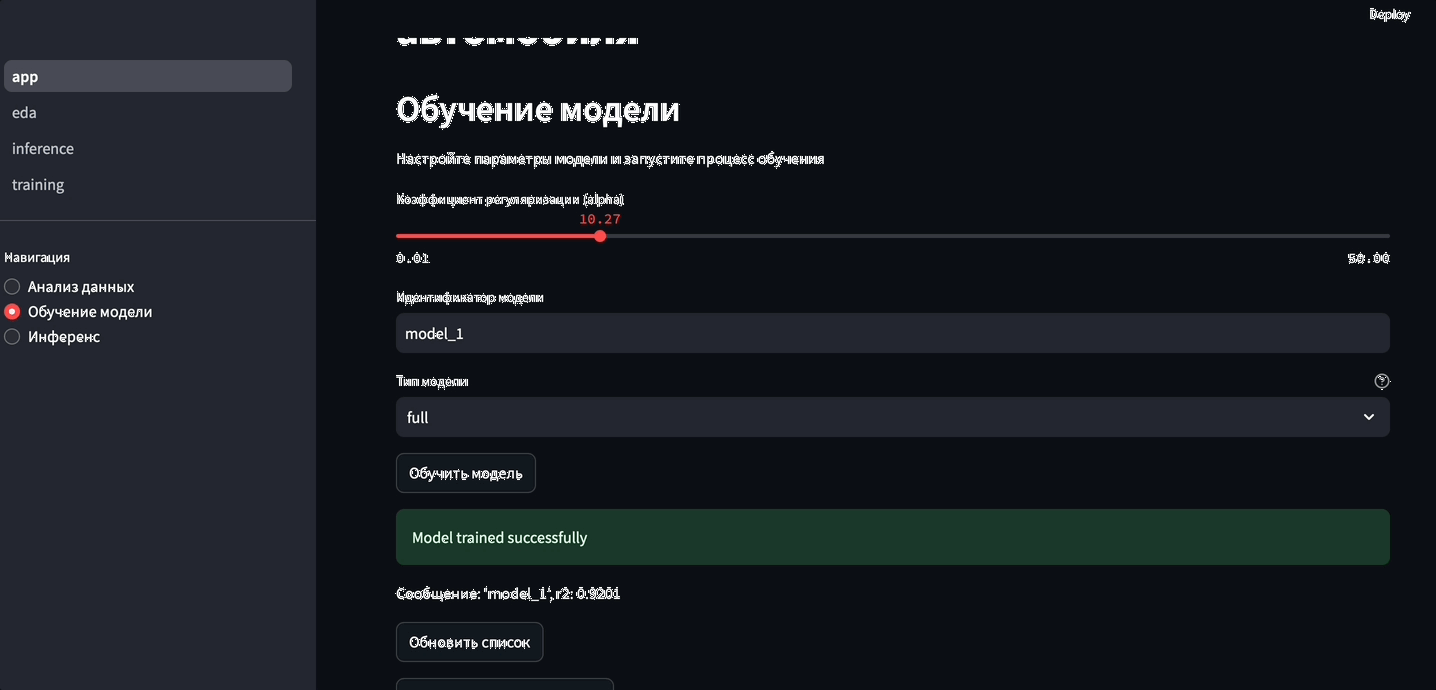 Deploy
app
eda
inference
training
Навигация
Анализ данных
Обучение модели
Инференс
Обучение модели
Настройте параметры модели и запустите процесс обучения
Коэффициент регуляризации (alpha)
10.27
0.01
50.00
Идентификатор модели
model_1
Тип модели
full
Обучить модель
Model trained successfully
Сообщение: 'model_1', r2: 0.9201
Обновить список